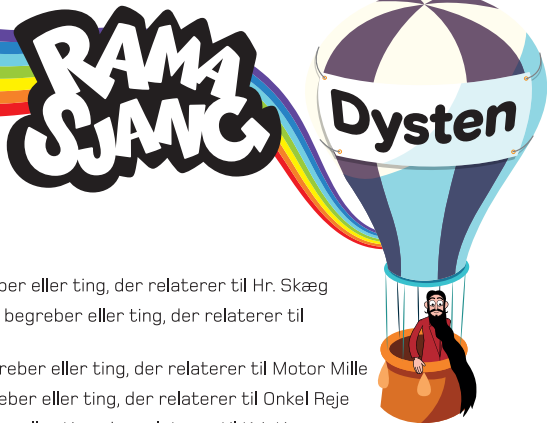 RAMA
SJANG
Dysten
ber eller ting, der relaterer til Hr. Skæg
begreber eller ting, der relaterer til
reber eller ting, der relaterer til Motor Mille
eber eller ting, der relaterer til Onkel Reje